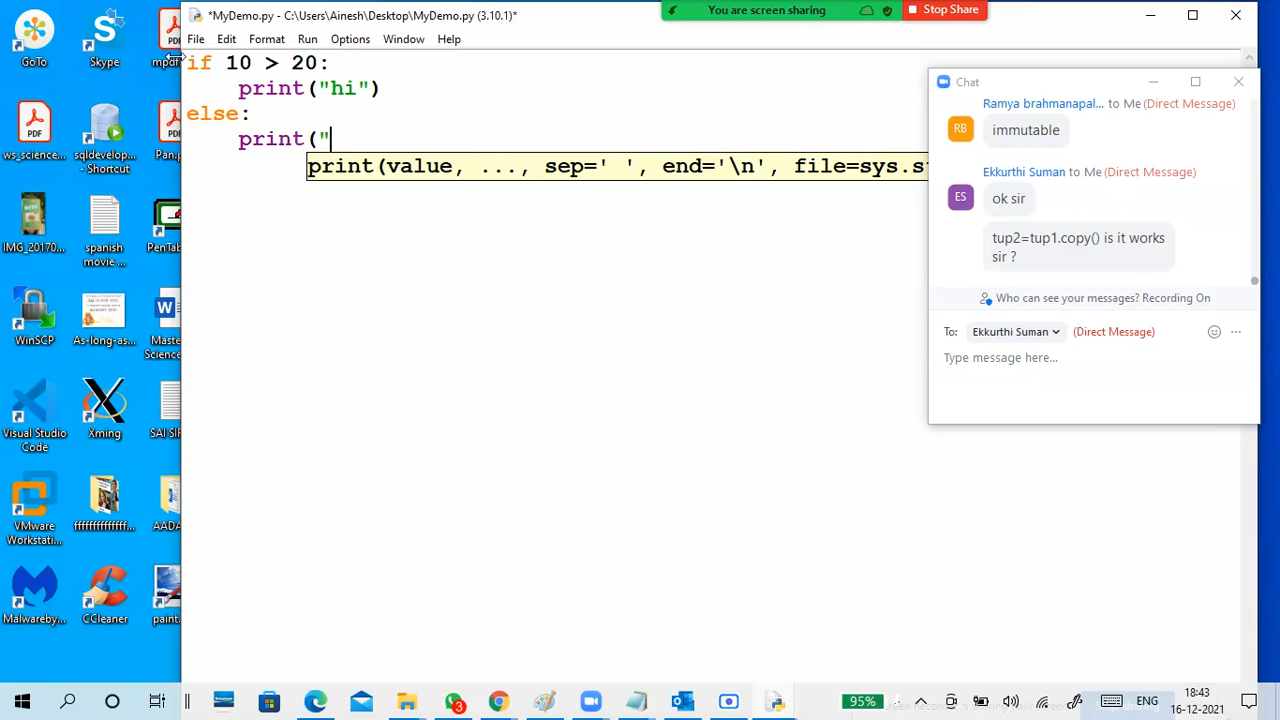 *MyDemo.py - C:\Users\Ainesh\Desktop\MyDemo.py (3.10.1)*
You are screen sharing
Stop Share
File Edit Format Run Options Window Help
if 10 > 20:
print("hi")
else:
print("
print(value, ..., sep=' ', end='\n', file=sys.s
Chat
Ramya brahmanapal... to Me (Direct Message)
RB
immutable
Ekkurthi Suman to Me (Direct Message)
ES
ok sir
tup2=tup1.copy() is it works
sir ?
Who can see your messages? Recording On
To: Ekkurthi Suman (Direct Message)
Type message here...
GoTo
Skype
mpdf
ws_science...
sqldevelop...
- Shortcut
Pan.p
IMG_20170...
spanish
movie ...
PenTab
WinSCP
As-long-as...
Master
Science
Visual Studio
Code
Xming
SAI SIR
VMware
Workstati...
ffffffffffffff...
AADA
Malwareby...
CCleaner
paint.
3
95%
ENG
18:43
16-12-2021